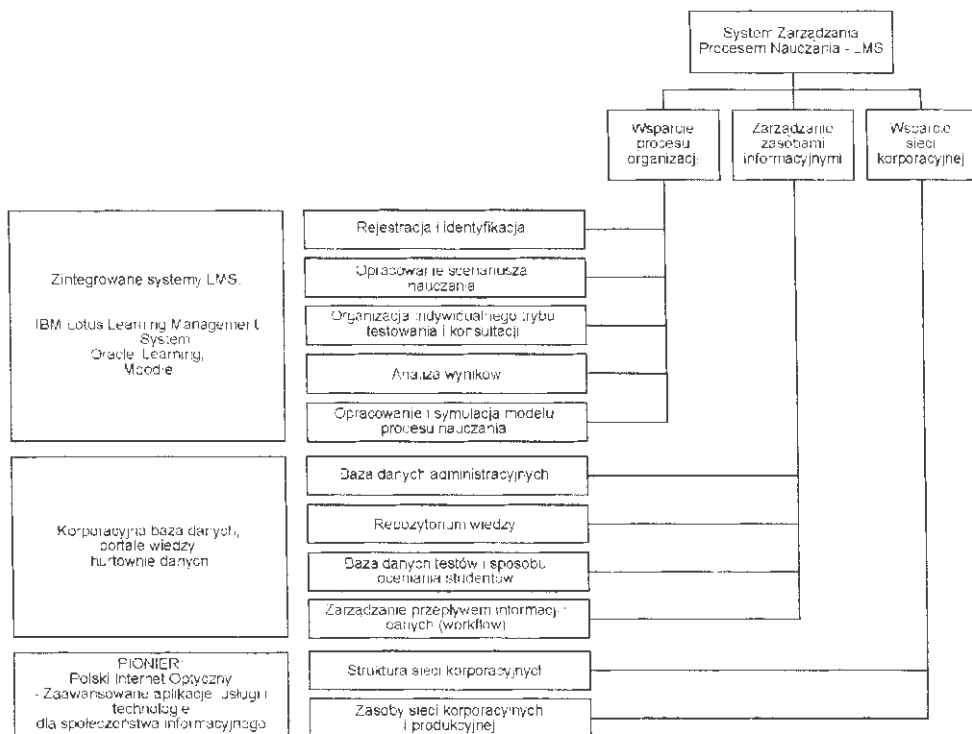 System Zarządzania
Procesem Nauczania - LMS
Wsparcie
procesu
organizacji
Zarządzanie
zasobami
informacyjnymi
Wsparcie
sieci
korporacyjnej
Zintegrowane systemy LMS:
IBM Lotus Learning Management
System
Oracle Learning,
Moodle
Rejestracja i identyfikacja
Opracowanie scenariusza
nauczania
Organizacja indywidualnego trybu
testowania i konsultacji
Analiza wyników
Opracowanie i symulacja modelu
procesu nauczania
Korporacyjna baza danych,
portale wiedzy
hurtownie danych
Baza danych administracyjnych
Repozytorium wiedzy
Baza danych testów i sposobu
oceniania studentów
Zarządzanie przepływem informacji i
danych (workflow)
PIONIER:
Polski Internet Optyczny
- Zaawansowane aplikacje, usługi i
technologie
dla społeczeństwa informacyjnego
Struktura sieci korporacyjnych
Zasoby sieci korporacyjnych
i produkcyjnej